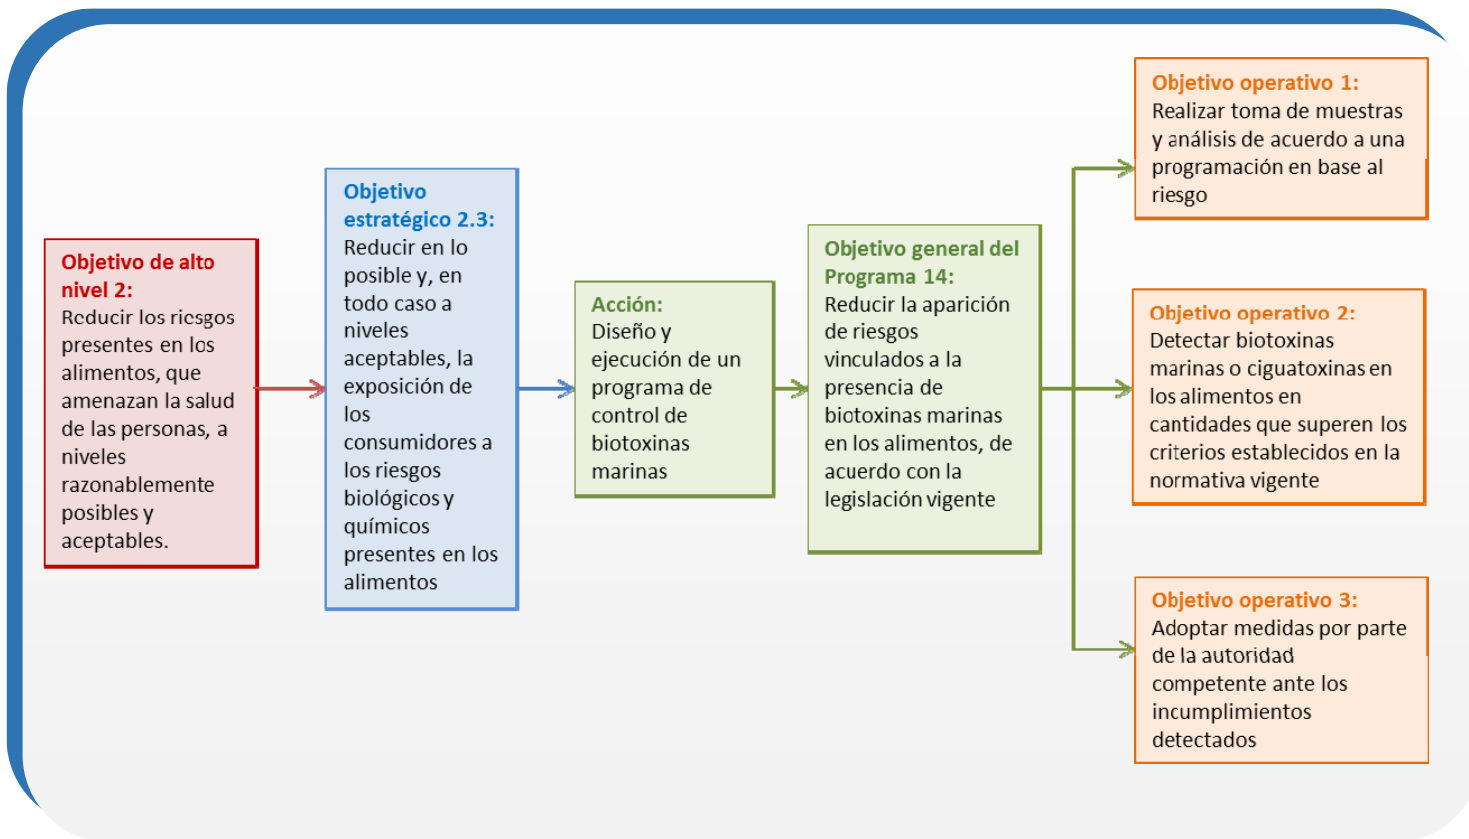 Objetivo de alto
nivel 2:
Reducir los riesgos
presentes en los
alimentos, que
amenazan la salud
de las personas, a
niveles
razonablemente
posibles y
aceptables.
Objetivo
estratégico 2.3:
Reducir en lo
posible y, en
todo caso a
niveles
aceptables, la
exposición de
los
consumidores a
los riesgos
biológicos y
químicos
presentes en los
alimentos
Acción:
Diseño y
ejecución de un
programa de
control de
biotoxinas
marinas
Objetivo general del
Programa 14:
Reducir la aparición
de riesgos
vinculados a la
presencia de
biotoxinas marinas
en los alimentos, de
acuerdo con la
legislación vigente
Objetivo operativo 1:
Realizar toma de muestras
y análisis de acuerdo a una
programación en base al
riesgo
Objetivo operativo 2:
Detectar biotoxinas
marinas o ciguatoxinas en
los alimentos en
cantidades que superen los
criterios establecidos en la
normativa vigente
Objetivo operativo 3:
Adoptar medidas por parte
de la autoridad
competente ante los
incumplimientos
detectados